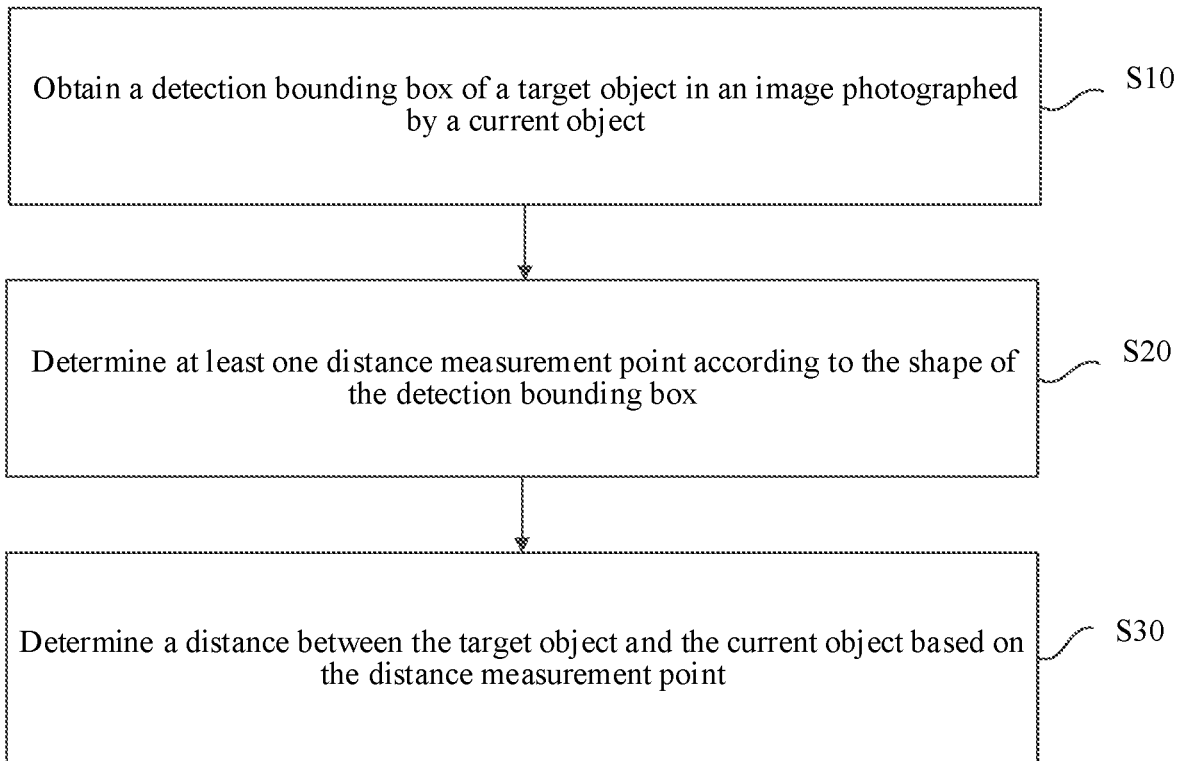 Obtain a detection bounding box of a target object in an image photographed
by a current object
S10
Determine at least one distance measurement point according to the shape of
the detection bounding box
S20
Determine a distance between the target object and the current object based on
the distance measurement point
S30